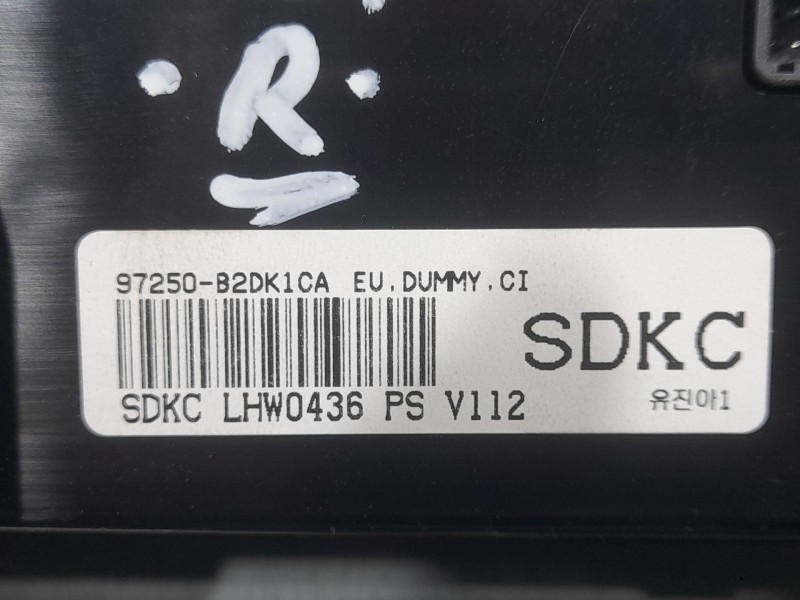 R
97250-B2DK1CA EU,DUMMY,CI
SDKC
SDKC LHW0436 PS V112
유진아1